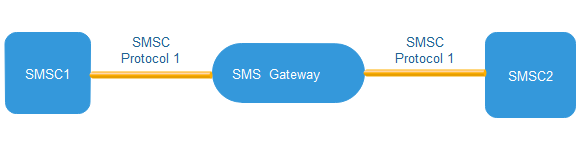 SMSC
Protocol 1
SMSC
Protocol 1
SMSC1
SMS Gateway
SMSC2